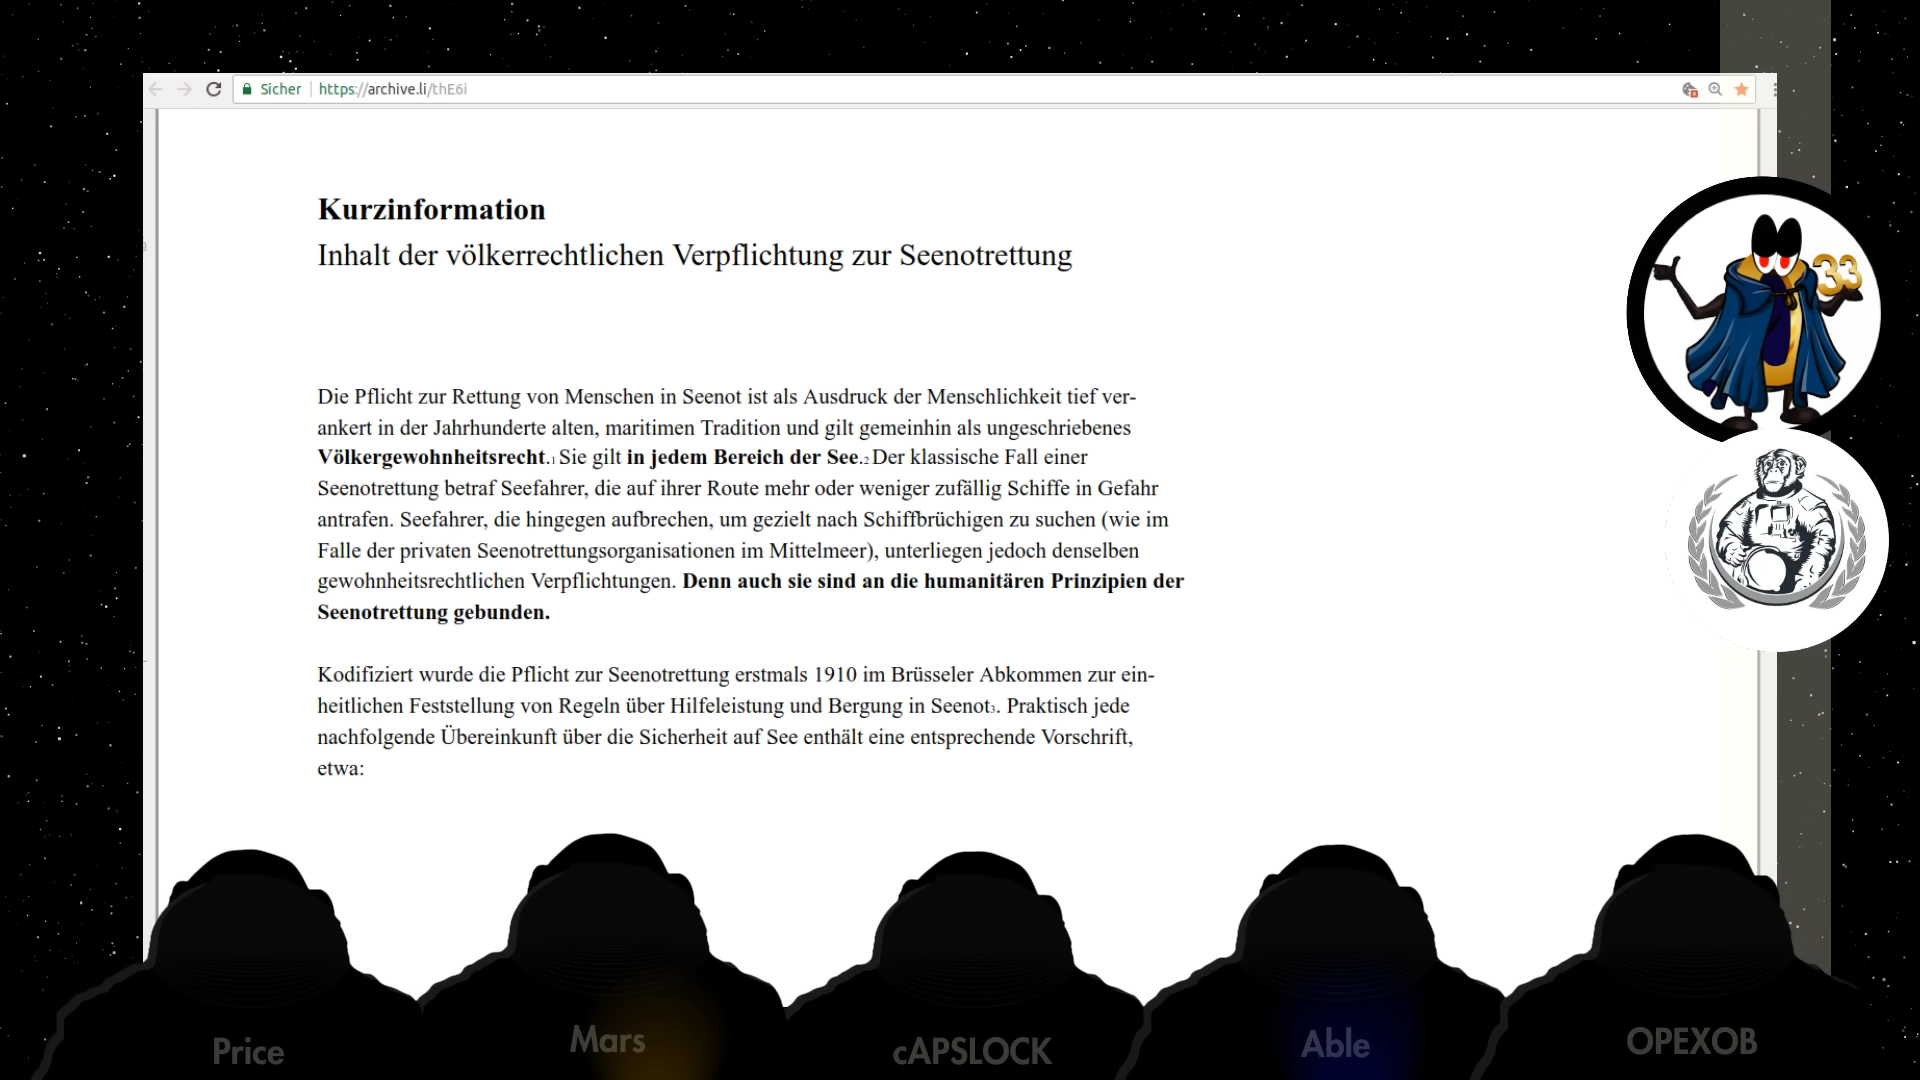 Sicher | https://archive.li/thE6i
Kurzinformation
Inhalt der völkerrechtlichen Verpflichtung zur Seenotrettung
Die Pflicht zur Rettung von Menschen in Seenot ist als Ausdruck der Menschlichkeit tief ver-
ankert in der Jahrhunderte alten, maritimen Tradition und gilt gemeinhin als ungeschriebenes
Völkergewohnheitsrecht.1 Sie gilt in jedem Bereich der See.2 Der klassische Fall einer
Seenotrettung betraf Seefahrer, die auf ihrer Route mehr oder weniger zufällig Schiffe in Gefahr
antrafen. Seefahrer, die hingegen aufbrechen, um gezielt nach Schiffbrüchigen zu suchen (wie im
Falle der privaten Seenotrettungsorganisationen im Mittelmeer), unterliegen jedoch denselben
gewohnheitsrechtlichen Verpflichtungen. Denn auch sie sind an die humanitären Prinzipien der
Seenotrettung gebunden.
Kodifiziert wurde die Pflicht zur Seenotrettung erstmals 1910 im Brüsseler Abkommen zur ein-
heitlichen Feststellung von Regeln über Hilfeleistung und Bergung in Seenot3. Praktisch jede
nachfolgende Übereinkunft über die Sicherheit auf See enthält eine entsprechende Vorschrift,
etwa:
33
Price
Mars
cAPSLOCK
Able
OPEXOB